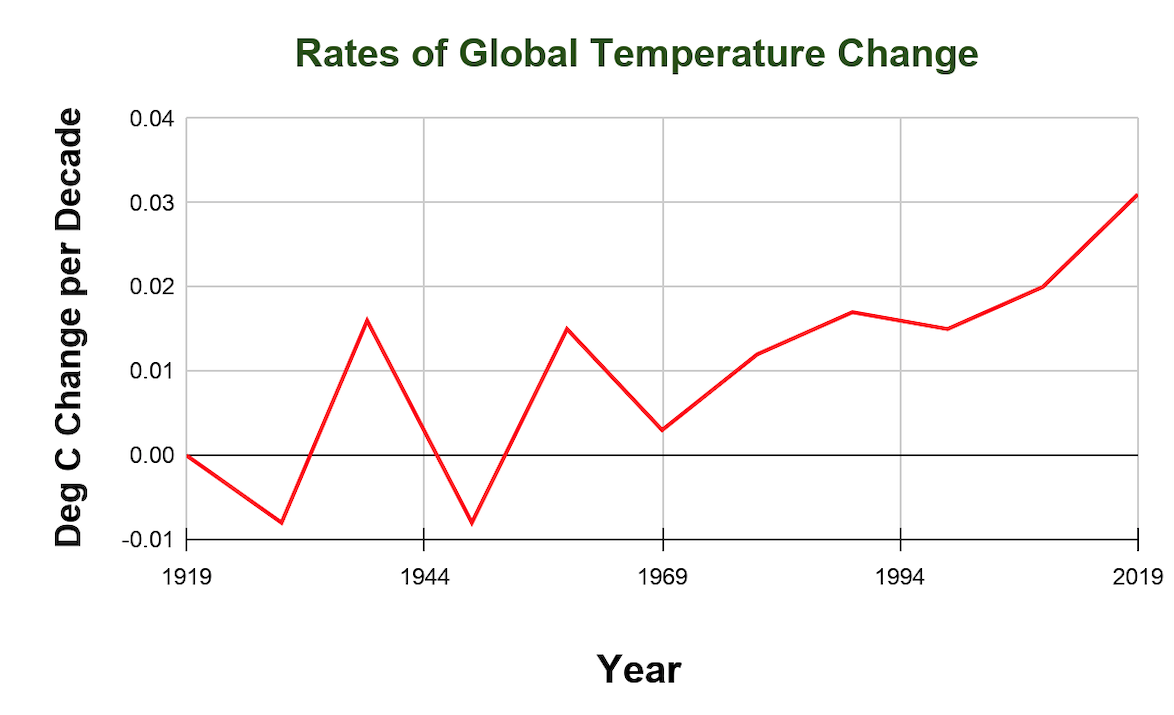 Rates of Global Temperature Change
Deg C Change per Decade
0.04
0.03
0.02
0.01
0.00
-0.01
1919 1944 1969 1994 2019
Year